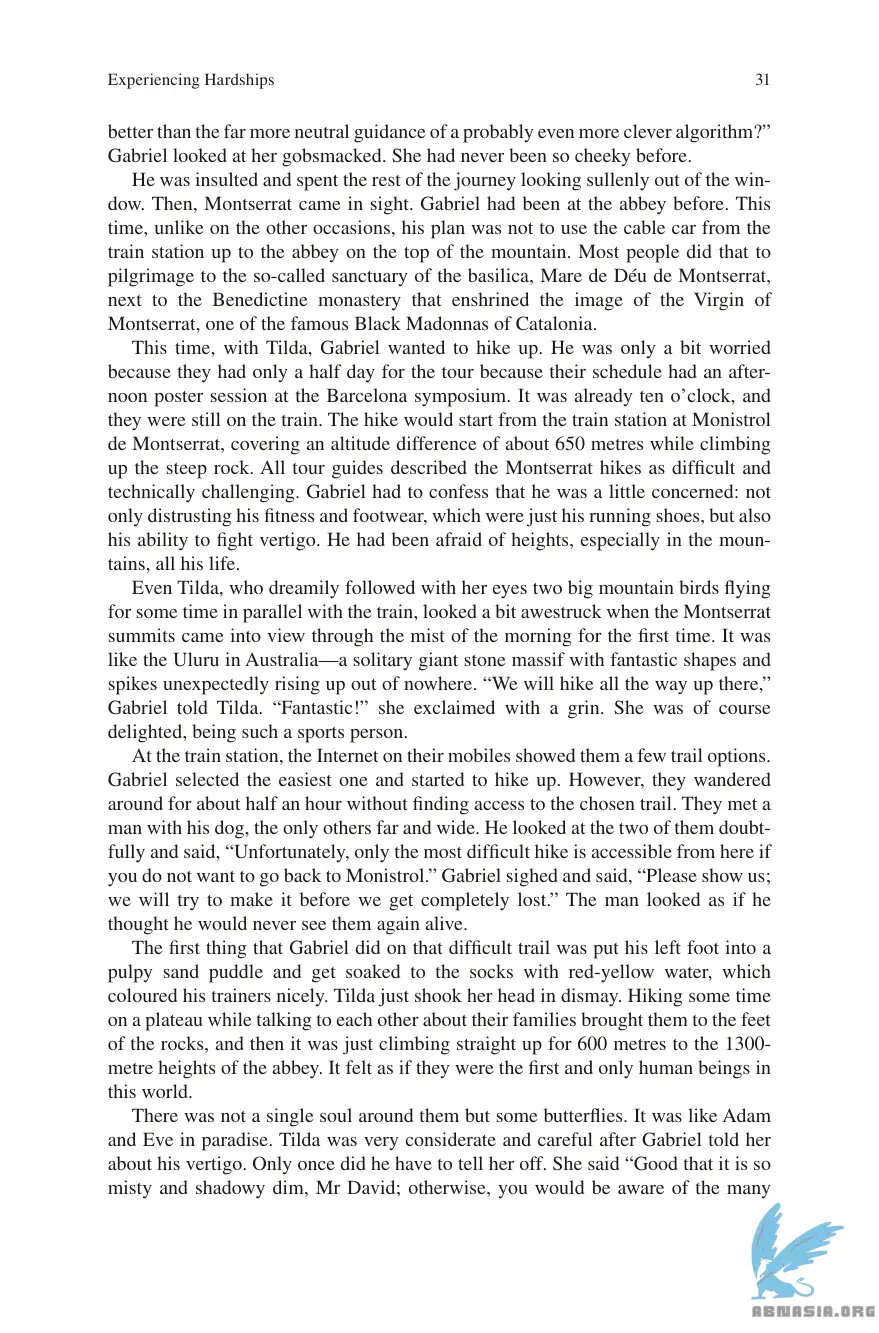 Experiencing Hardships 31
better than the far more neutral guidance of a probably even more clever algorithm?”
Gabriel looked at her gobsmacked. She had never been so cheeky before.
He was insulted and spent the rest of the journey looking sullenly out of the win-
dow. Then, Montserrat came in sight. Gabriel had been at the abbey before. This
time, unlike on the other occasions, his plan was not to use the cable car from the
train station up to the abbey on the top of the mountain. Most people did that to
pilgrimage to the so-called sanctuary of the basilica, Mare de Déu de Montserrat,
next to the Benedictine monastery that enshrined the image of the Virgin of
Montserrat, one of the famous Black Madonnas of Catalonia.
This time, with Tilda, Gabriel wanted to hike up. He was only a bit worried
because they had only a half day for the tour because their schedule had an after-
noon poster session at the Barcelona symposium. It was already ten o’clock, and
they were still on the train. The hike would start from the train station at Monistrol
de Montserrat, covering an altitude difference of about 650 metres while climbing
up the steep rock. All tour guides described the Montserrat hikes as difficult and
technically challenging. Gabriel had to confess that he was a little concerned: not
only distrusting his fitness and footwear, which were just his running shoes, but also
his ability to fight vertigo. He had been afraid of heights, especially in the moun-
tains, all his life.
Even Tilda, who dreamily followed with her eyes two big mountain birds flying
for some time in parallel with the train, looked a bit awestruck when the Montserrat
summits came into view through the mist of the morning for the first time. It was
like the Uluru in Australia—a solitary giant stone massif with fantastic shapes and
spikes unexpectedly rising up out of nowhere. “We will hike all the way up there,”
Gabriel told Tilda. “Fantastic!” she exclaimed with a grin. She was of course
delighted, being such a sports person.
At the train station, the Internet on their mobiles showed them a few trail options.
Gabriel selected the easiest one and started to hike up. However, they wandered
around for about half an hour without finding access to the chosen trail. They met a
man with his dog, the only others far and wide. He looked at the two of them doubt-
fully and said, “Unfortunately, only the most difficult hike is accessible from here if
you do not want to go back to Monistrol.” Gabriel sighed and said, “Please show us;
we will try to make it before we get completely lost.” The man looked as if he
thought he would never see them again alive.
The first thing that Gabriel did on that difficult trail was put his left foot into a
pulpy sand puddle and get soaked to the socks with red-yellow water, which
coloured his trainers nicely. Tilda just shook her head in dismay. Hiking some time
on a plateau while talking to each other about their families brought them to the feet
of the rocks, and then it was just climbing straight up for 600 metres to the 1300-
metre heights of the abbey. It felt as if they were the first and only human beings in
this world.
There was not a single soul around them but some butterflies. It was like Adam
and Eve in paradise. Tilda was very considerate and careful after Gabriel told her
about his vertigo. Only once did he have to tell her off. She said “Good that it is so
misty and shadowy dim, Mr David; otherwise, you would be aware of the many
ABNASIA.ORG